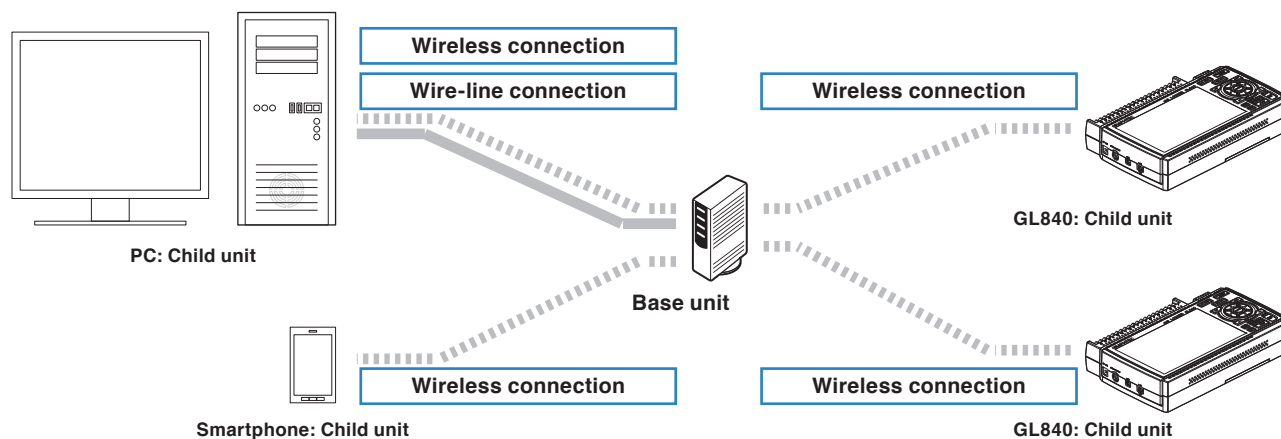 Wireless connection
Wire-line connection
Wireless connection
PC: Child unit
GL840: Child unit
Base unit
Wireless connection
Wireless connection
Smartphone: Child unit
GL840: Child unit